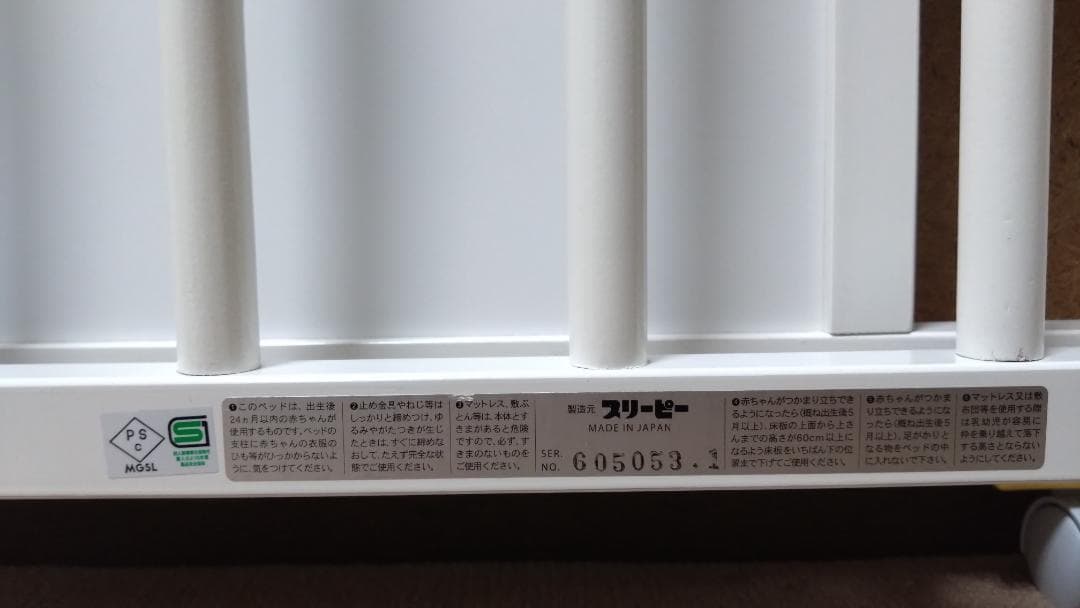 PS
C
MGSL
❶このベッドは、出生後
24ヵ月以内の赤ちゃんが
使用するものです。ベッドの
支柱に赤ちゃんの衣服の
ひも等がひっかからないよ
うに、気をつけてください。
❷止め金具やねじ等は
しっかりと締めつけ、ゆ
るみやがたつきが生じ
たときは、すぐに締めな
おして、たえず完全な状
態でご使用ください。
❸マットレス、敷ぶ
とん等は、本体とす
きまがあると危険
ですので、必ず、す
きまのないものを
ご使用ください。
製造元 スリーピー
MADE IN JAPAN
SER.
NO. 605053
❹赤ちゃんがつかまり立ちでき
るようになったら(概ね出生後5
月以上)、床板の上面から上さ
んまでの高さが60cm以上に
なるよう床板をいちばん下の位
置まで下げてご使用ください。
❺赤ちゃんがつかま
り立ちできるようにな
ったら(概ね出生後5
月以上)、足がかりと
なる物をベッドの中
に入れないで下さい。
❻マットレス又は敷
布団等を使用する際
は乳幼児が容易に
枠を乗り越えて落下
する高さとならない
ようにしてください。